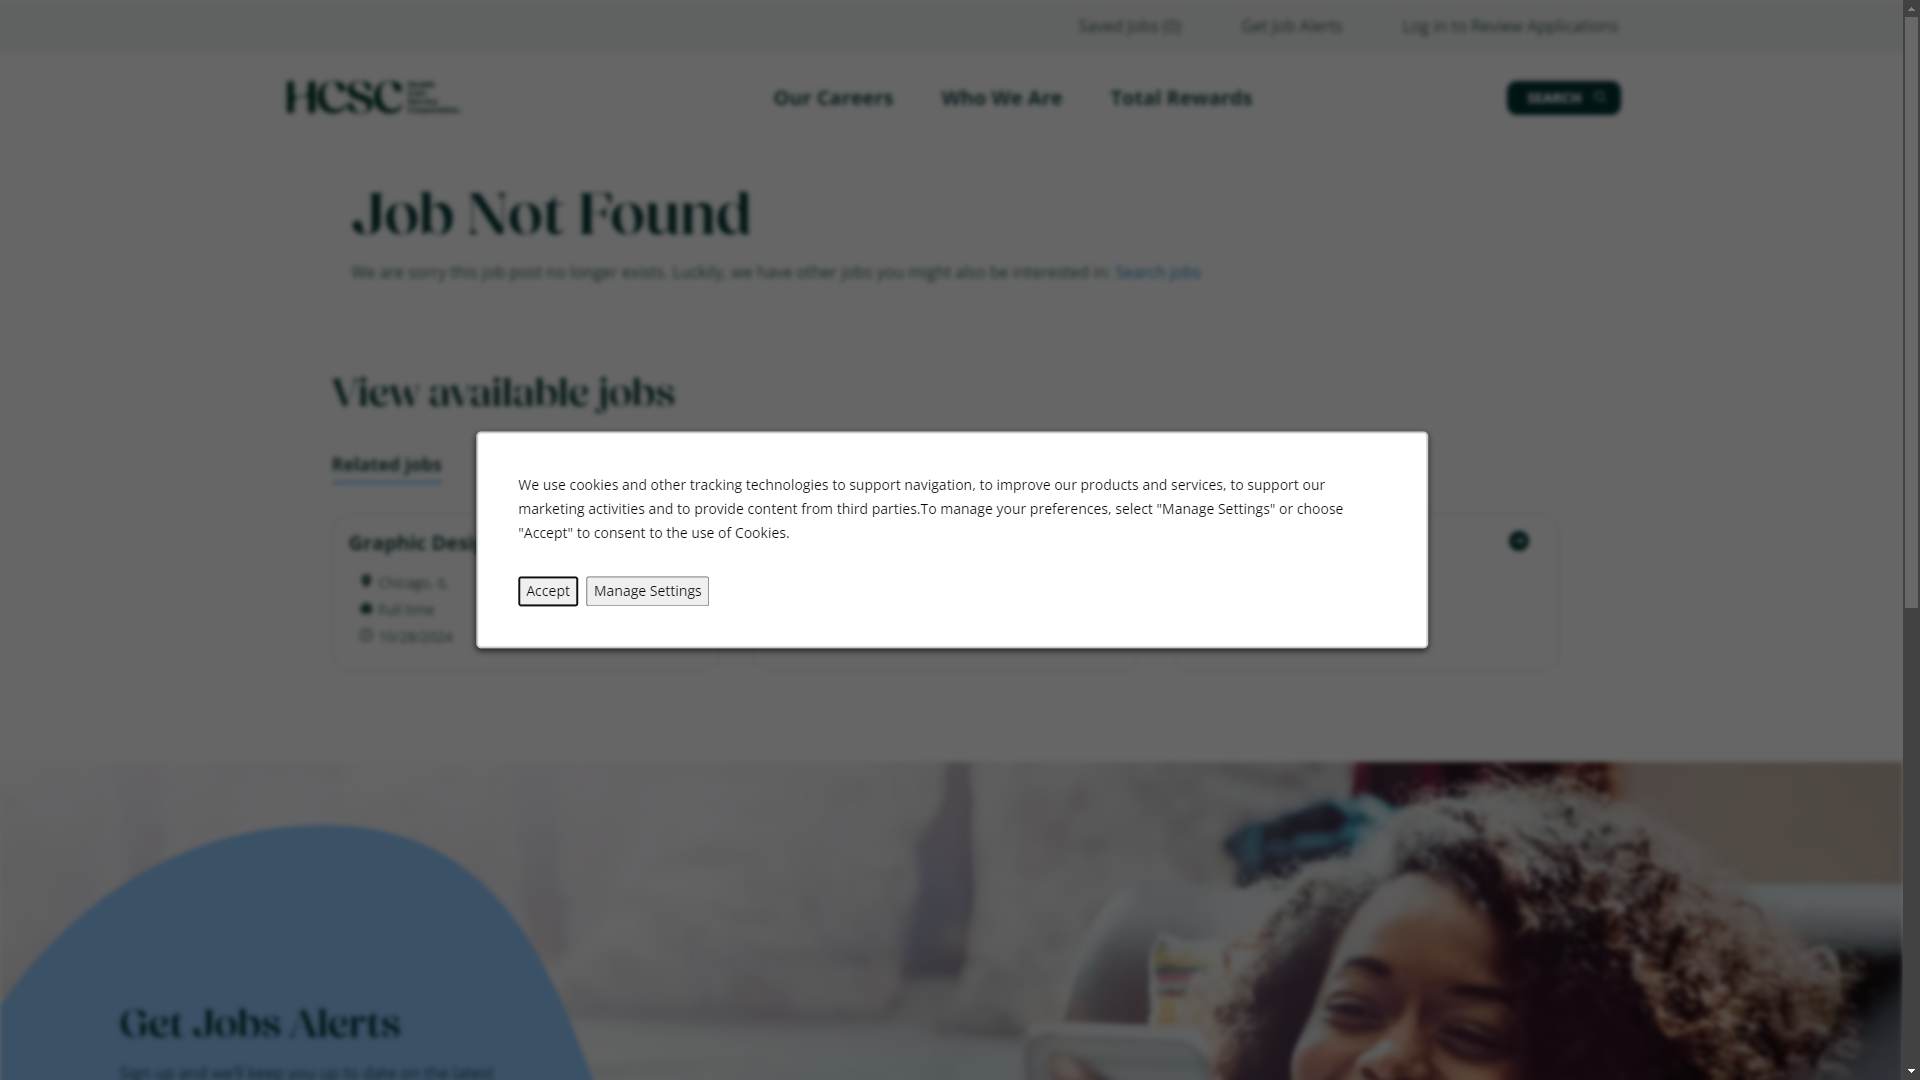 Saved Jobs (0) Get Job Alerts Log in to Review Applications
HCSC
Our Careers Who We Are Total Rewards SEARCH
Job Not Found
We are sorry this job post no longer exists. Luckily, we have other jobs you might also be interested in: Search jobs
View available jobs
Related jobs
We use cookies and other tracking technologies to support navigation, to improve our products and services, to support our
marketing activities and to provide content from third parties.To manage your preferences, select "Manage Settings" or choose
"Accept" to consent to the use of Cookies.
Accept Manage Settings
Graphic
Chicago, IL
Full time
10/28/2024
Get Jobs Alerts
Sign up and we'll keep you up to date on the latest